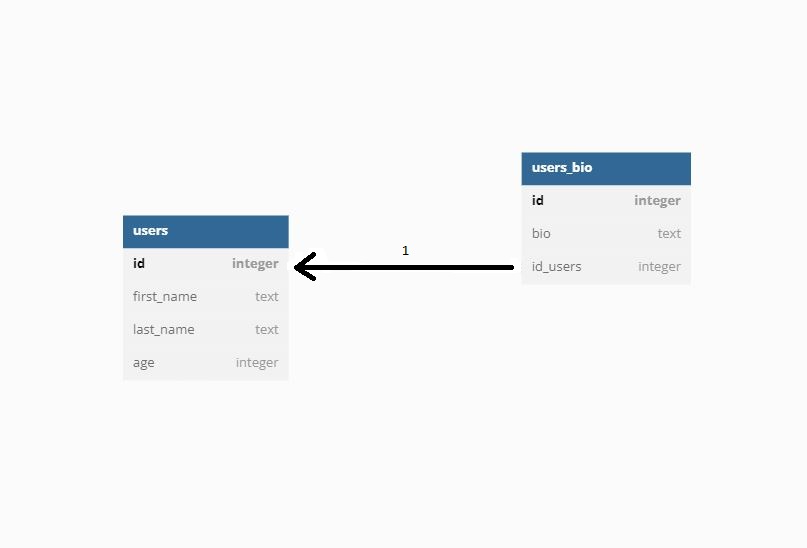 users
id integer
first_name text
last_name text
age integer
1
users_bio
id integer
bio text
id_users integer